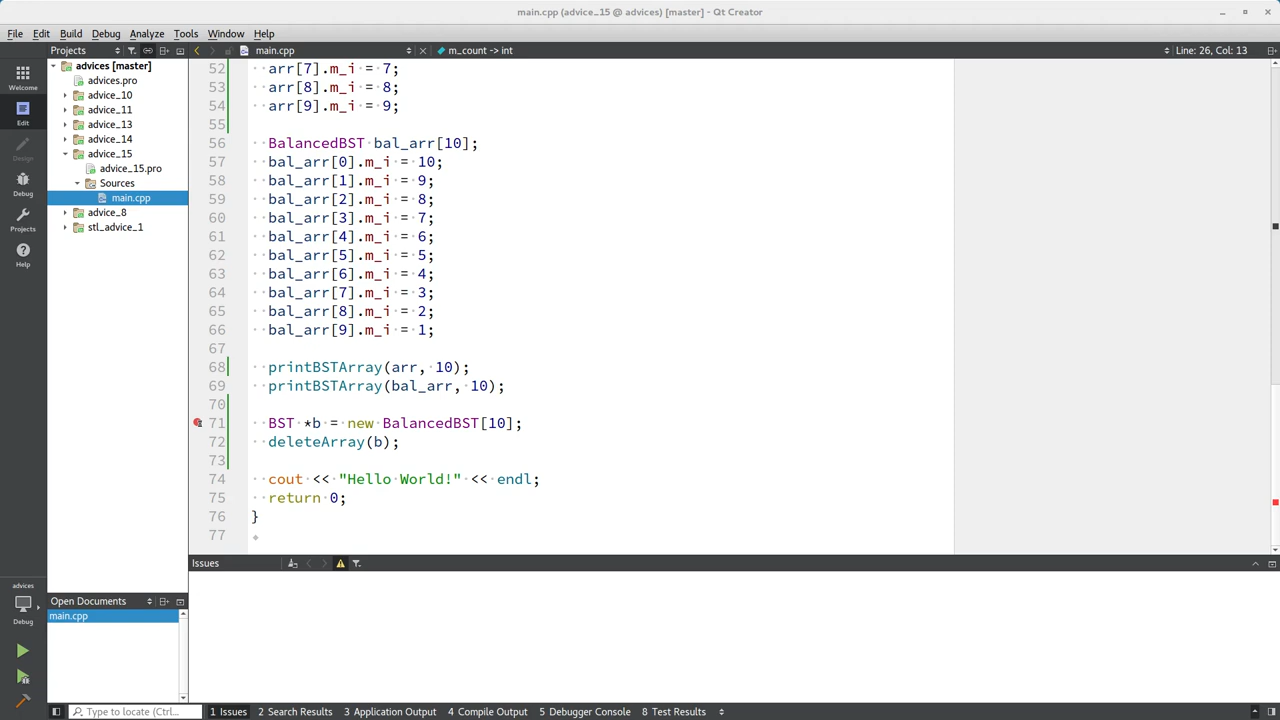 main.cpp (advice_15 @ advices) [master] - Qt Creator
File Edit Build Debug Analyze Tools Window Help
Projects main.cpp m_count -> int Line: 26, Col: 13
Welcome
Edit
Design
Debug
Projects
Help
advices [master]
advices.pro
advice_10
advice_11
advice_13
advice_14
advice_15
advice_15.pro
Sources
main.cpp
advice_8
stl_advice_1
52 arr[7].m_i = 7;
53 arr[8].m_i = 8;
54 arr[9].m_i = 9;
55
56 BalancedBST bal_arr[10];
57 bal_arr[0].m_i = 10;
58 bal_arr[1].m_i = 9;
59 bal_arr[2].m_i = 8;
60 bal_arr[3].m_i = 7;
61 bal_arr[4].m_i = 6;
62 bal_arr[5].m_i = 5;
63 bal_arr[6].m_i = 4;
64 bal_arr[7].m_i = 3;
65 bal_arr[8].m_i = 2;
66 bal_arr[9].m_i = 1;
67
68 printBSTArray(arr, 10);
69 printBSTArray(bal_arr, 10);
70
71 BST *b = new BalancedBST[10];
72 deleteArray(b);
73
74 cout << "Hello World!" << endl;
75 return 0;
76 }
77
Issues
advices
Debug
Open Documents
main.cpp
Type to locate (Ctrl... 1 Issues 2 Search Results 3 Application Output 4 Compile Output 5 Debugger Console 8 Test Results